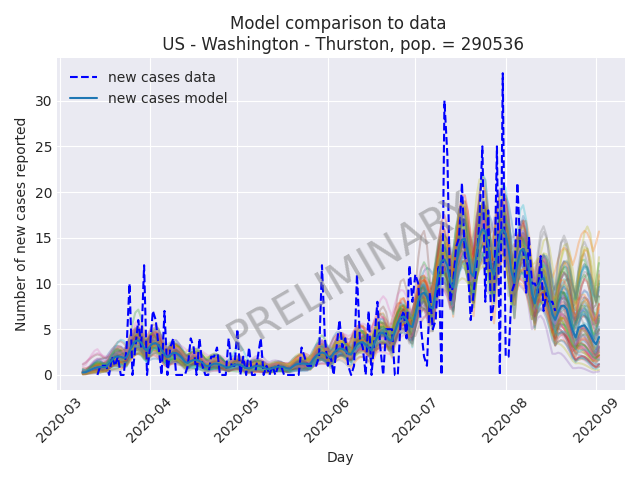 Model comparison to data
US - Washington - Thurston, pop. = 290536
new cases data
new cases model
PRELIMINARY
Number of new cases reported
30
25
20
15
10
5
0
2020-03
2020-04
2020-05
2020-06
2020-07
2020-08
2020-09
Day